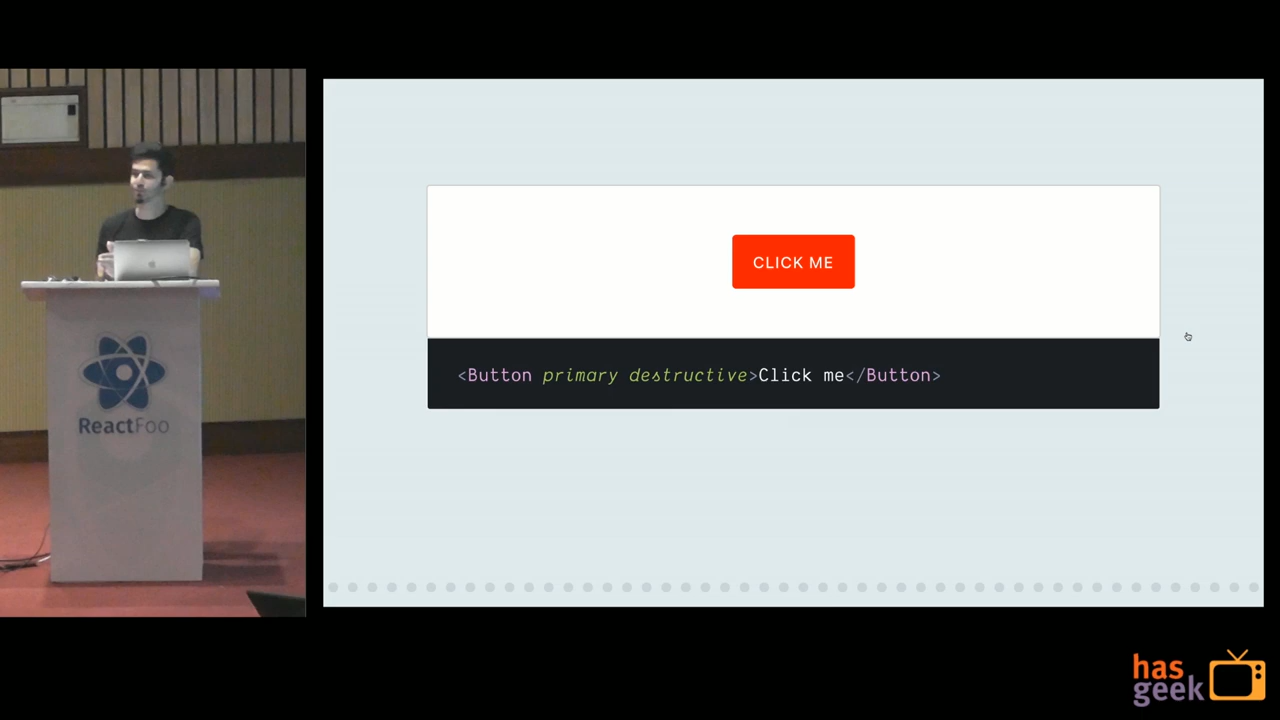 ReactFoo
CLICK ME
<Button primary destructive>Click me</Button>
has
geek